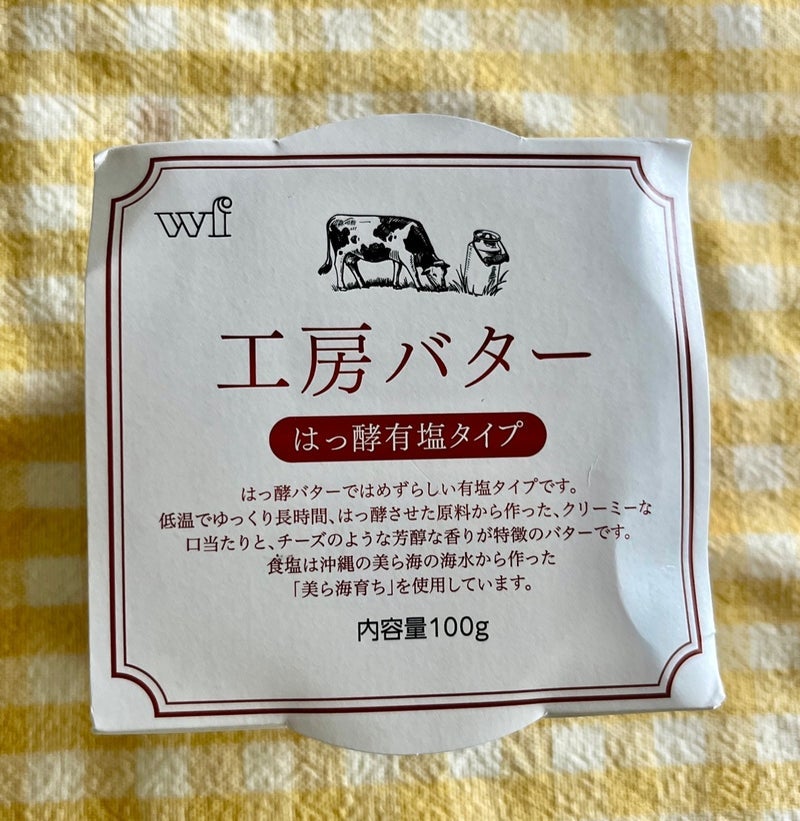 wf
工房バター
はっ酵有塩タイプ
はっ酵バターではめずらしい有塩タイプです。
低温でゆっくり長時間、はっ酵させた原料から作った、クリーミーな
口当たりと、チーズのような芳醇な香りが特徴のバターです。
食塩は沖縄の美ら海の海水から作った
「美ら海育ち」を使用しています。
内容量100g